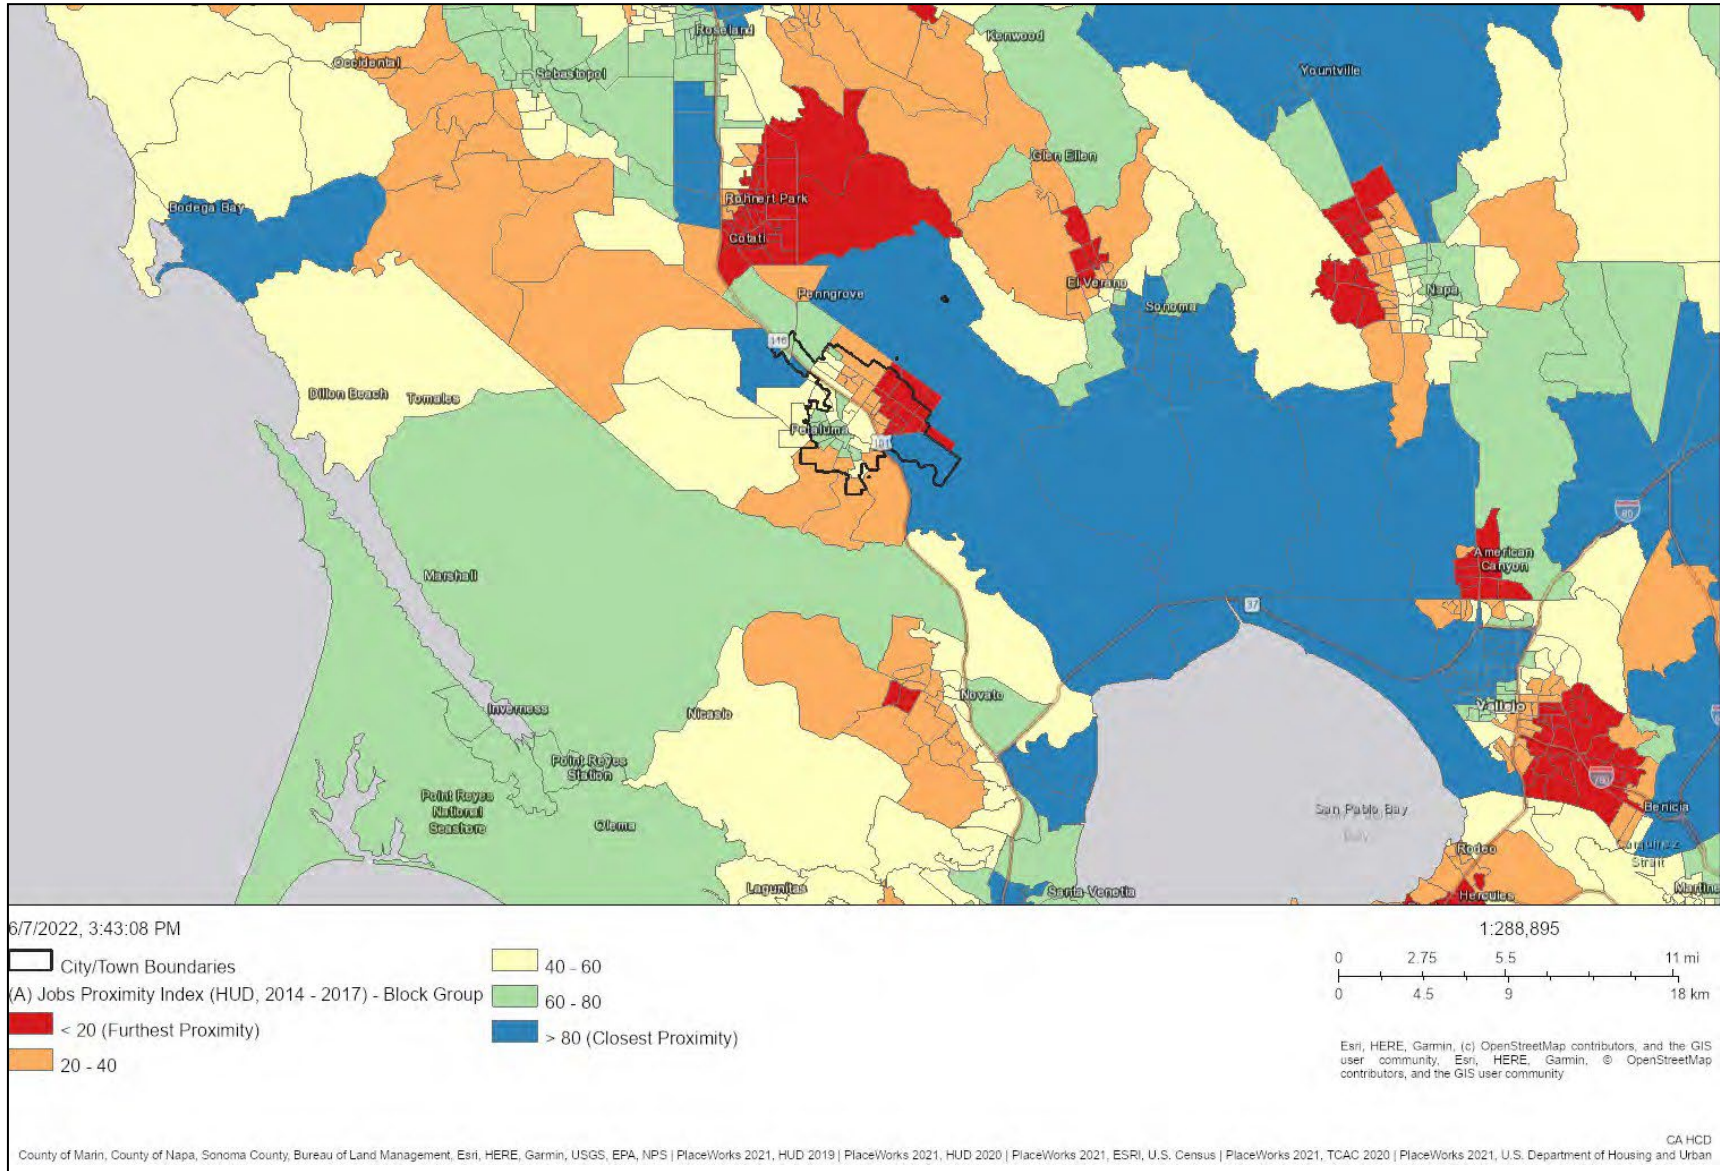 Roseland
Kenwood
Occidental
Sebastopol
Yountville
Glen Ellen
Rohnert Park
Bodega Bay
Cotati
El Verano
Napa
Penngrove
Sonoma
116
Dillon Beach
Tomales
Petaluma
101
80
American
Canyon
Marshall
37
Novato
Vallejo
Inverness
Nicasio
Point Reyes
Station
780
Point Reyes
National
Seashore
Olema
San Pablo Bay
Benicia
Rodeo
Carquinez
Strait
Lagunitas
Santa Venetia
Hercules
Martine
6/7/2022, 3:43:08 PM
City/Town Boundaries
(A) Jobs Proximity Index (HUD, 2014 - 2017) - Block Group
< 20 (Furthest Proximity)
20 - 40
40 - 60
60 - 80
> 80 (Closest Proximity)
1:288,895
0 2.75 5.5 11 mi
0 4.5 9 18 km
Esri, HERE, Garmin, (c) OpenStreetMap contributors, and the GIS
user community, Esri, HERE, Garmin, © OpenStreetMap
contributors, and the GIS user community
CA HCD
County of Marin, County of Napa, Sonoma County, Bureau of Land Management, Esri, HERE, Garmin, USGS, EPA, NPS | PlaceWorks 2021, HUD 2019 | PlaceWorks 2021, HUD 2020 | PlaceWorks 2021, ESRI, U.S. Census | PlaceWorks 2021, TCAC 2020 | PlaceWorks 2021, U.S. Department of Housing and Urban